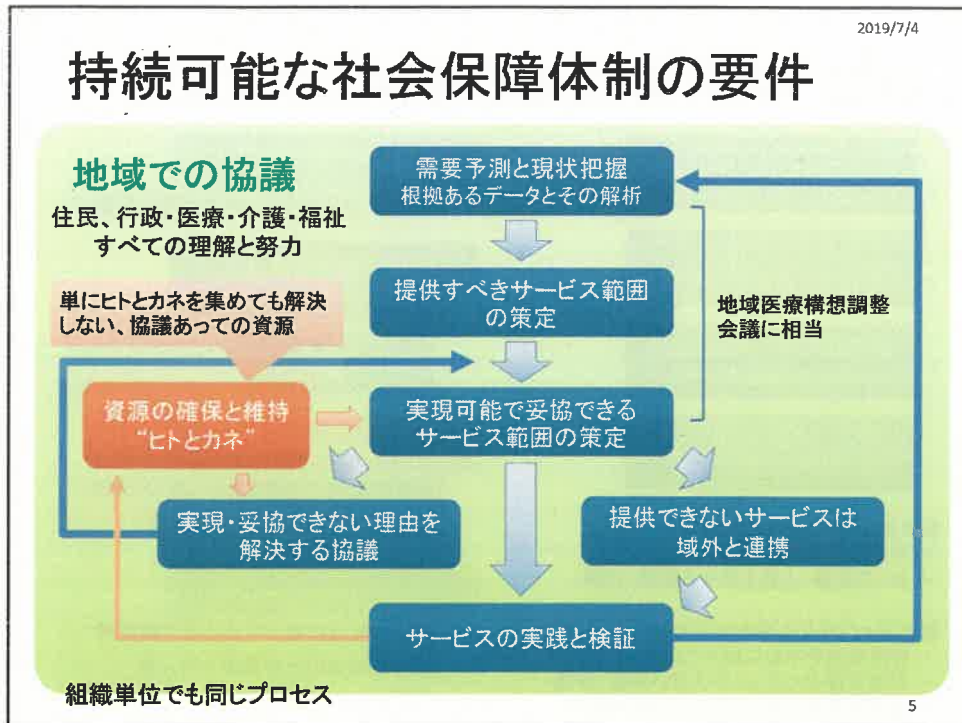 2019/7/4
持続可能な社会保障体制の要件
地域での協議
住民、行政・医療・介護・福祉
すべての理解と努力
単にヒトとカネを集めても解決
しない、協議あっての資源
需要予測と現状把握
根拠あるデータとその解析
提供すべきサービス範囲
の策定
地域医療構想調整
会議に相当
資源の確保と維持
“ヒトとカネ”
実現可能で妥協できる
サービス範囲の策定
実現・妥協できない理由を
解決する協議
提供できないサービスは
域外と連携
サービスの実践と検証
組織単位でも同じプロセス
5